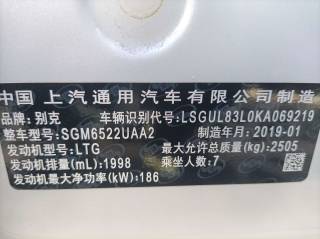 中国 上汽通用汽车有限公司制造
品牌:别克 车辆识别代号:LSGUL83L0KA069219
整车型号:SGM6522UAA2 制造年月:2019-01
发动机型号:LTG 最大允许总质量(kg):2505
发动机排量(mL):1998 乘坐人数:7
发动机最大净功率(kW):186